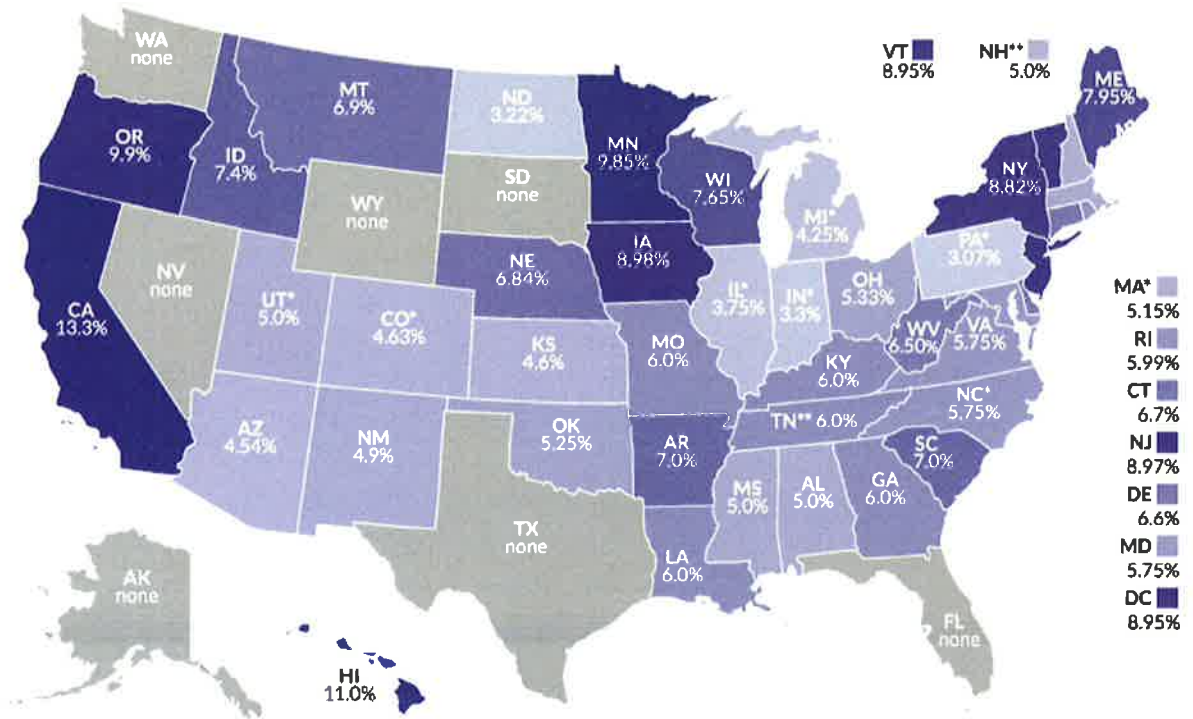 WA
none
VT
8.95%
NH**
5.0%
ME
7.95%
MT
6.9%
ND
3.22%
OR
9.9%
ID
7.4%
MN
9.85%
WI
7.65%
NY
8.82%
SD
none
WY
none
MI*
4.25%
IA
8.98%
PA*
3.07%
NV
none
NE
6.84%
IL*
3.75%
IN*
3.3%
OH
5.33%
UT*
5.0%
CO*
4.63%
CA
13.3%
WV
6.50%
VA
5.75%
KS
4.6%
MO
6.0%
KY
6.0%
NC*
5.75%
TN** 6.0%
AZ
4.54%
NM
4.9%
OK
5.25%
AR
7.0%
SC
7.0%
MS
5.0%
AL
5.0%
GA
6.0%
TX
none
LA
6.0%
AK
none
FL
none
HI
11.0%
MA*
5.15%
RI
5.99%
CT
6.7%
NJ
8.97%
DE
6.6%
MD
5.75%
DC
8.95%